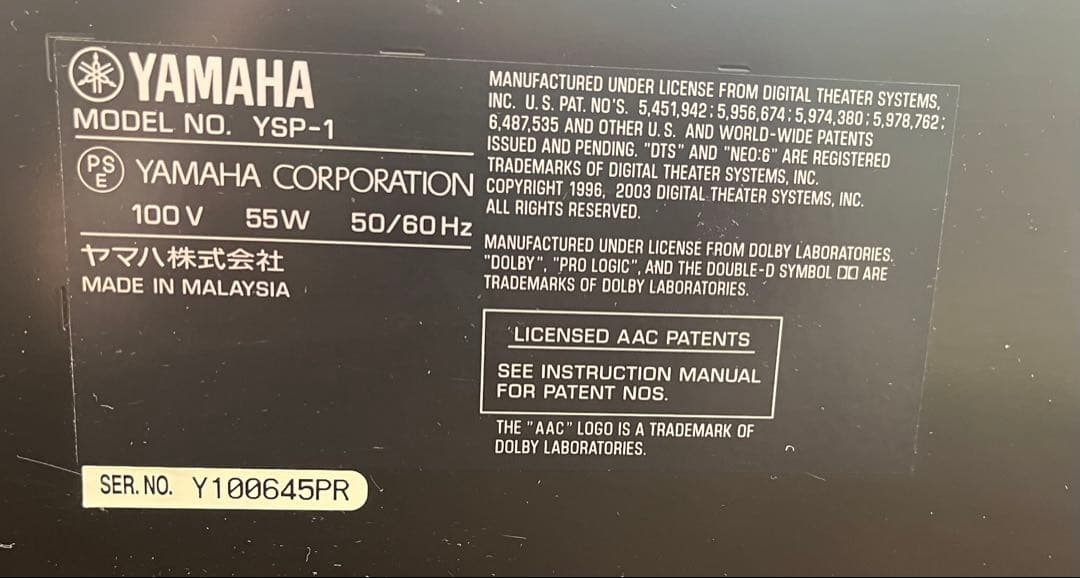 YAMAHA
MODEL NO. YSP-1
PS
E
YAMAHA CORPORATION
100V 55W 50/60Hz
ヤマハ株式会社
MADE IN MALAYSIA
MANUFACTURED UNDER LICENSE FROM DIGITAL THEATER SYSTEMS,
INC. U.S. PAT. NO'S. 5,451,942; 5,956,674; 5,974,380; 5,978,762;
6,487,535 AND OTHER U.S. AND WORLD-WIDE PATENTS
ISSUED AND PENDING. "DTS" AND "NEO:6" ARE REGISTERED
TRADEMARKS OF DIGITAL THEATER SYSTEMS, INC.
COPYRIGHT 1996, 2003 DIGITAL THEATER SYSTEMS, INC.
ALL RIGHTS RESERVED.
MANUFACTURED UNDER LICENSE FROM DOLBY LABORATORIES.
"DOLBY", "PRO LOGIC", AND THE DOUBLE-D SYMBOL ARE
TRADEMARKS OF DOLBY LABORATORIES.
LICENSED AAC PATENTS
SEE INSTRUCTION MANUAL
FOR PATENT NOS.
THE "AAC" LOGO IS A TRADEMARK OF
DOLBY LABORATORIES.
SER. NO. Y100645PR